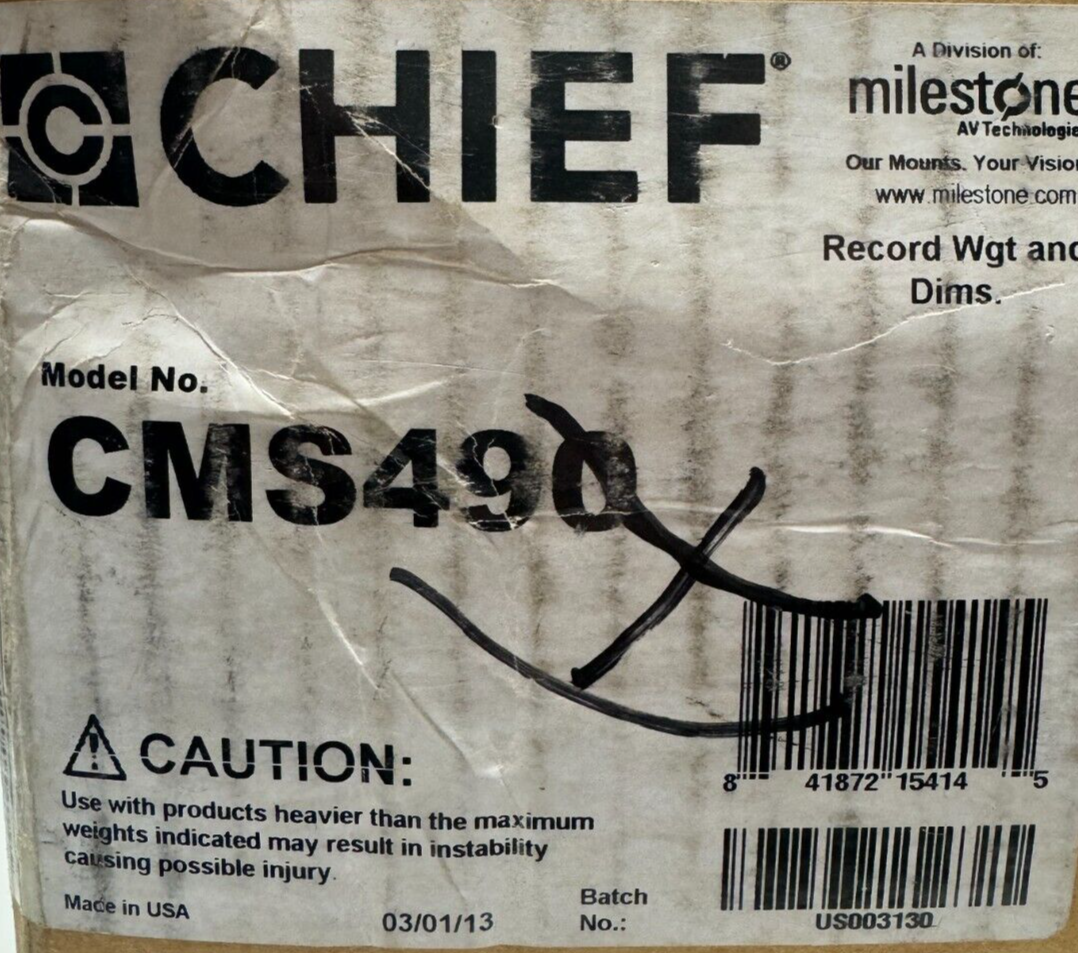 CHIEF®
A Division of:
milestone
AV Technologie
Our Mounts. Your Vision
www.milestone.com
Record Wgt and
Dims.
Model No.
CMS490
CAUTION:
Use with products heavier than the maximum
weights indicated may result in instability
causing possible injury.
Made in USA
03/01/13
Batch
No.:
8 41872 15414 5
US003130